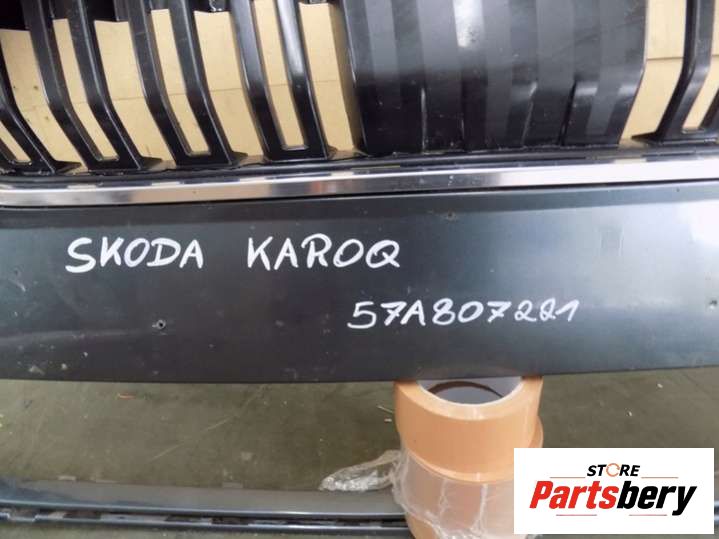 SKODA KAROQ
57A807221
STORE
Partsbery